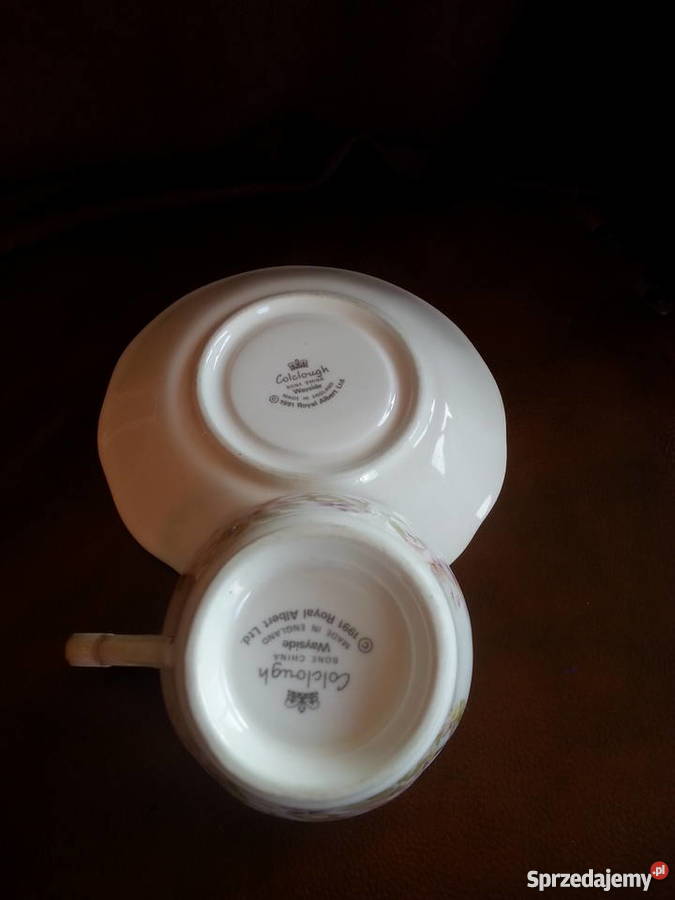 Colclough
BONE CHINA
Wayside
MADE IN ENGLAND
© 1991 Royal Albert Ltd
Colclough
BONE CHINA
Wayside
MADE IN ENGLAND
© 1991 Royal Albert Ltd
Sprzedajemy.pl